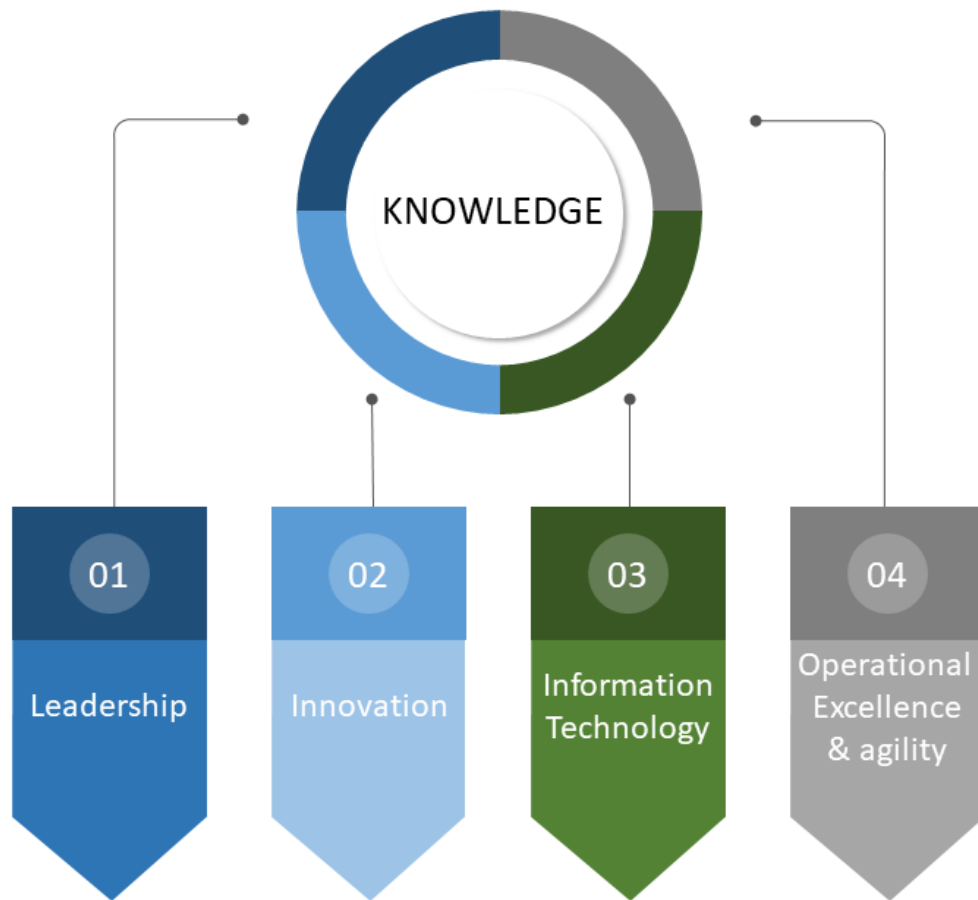 KNOWLEDGE
01
Leadership
02
Innovation
03
Information
Technology
04
Operational
Excellence
& agility